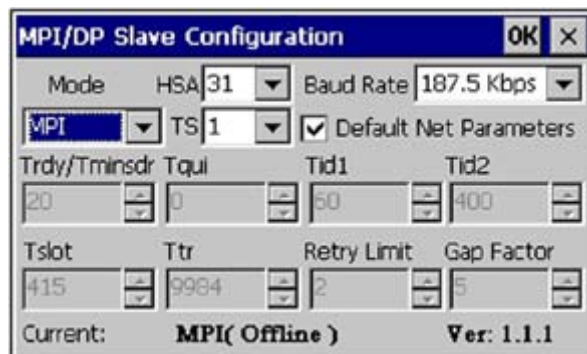 MPI/DP Slave Configuration OK ×
Mode HSA 31 Baud Rate 187.5 Kbps
MPI TS 1 Default Net Parameters
Trdy/Tminsdr Tqui Tid1 Tid2
20 0 60 400
Tslot Ttr Retry Limit Gap Factor
415 9984 2 5
Current: MPI( Offline ) Ver: 1.1.1